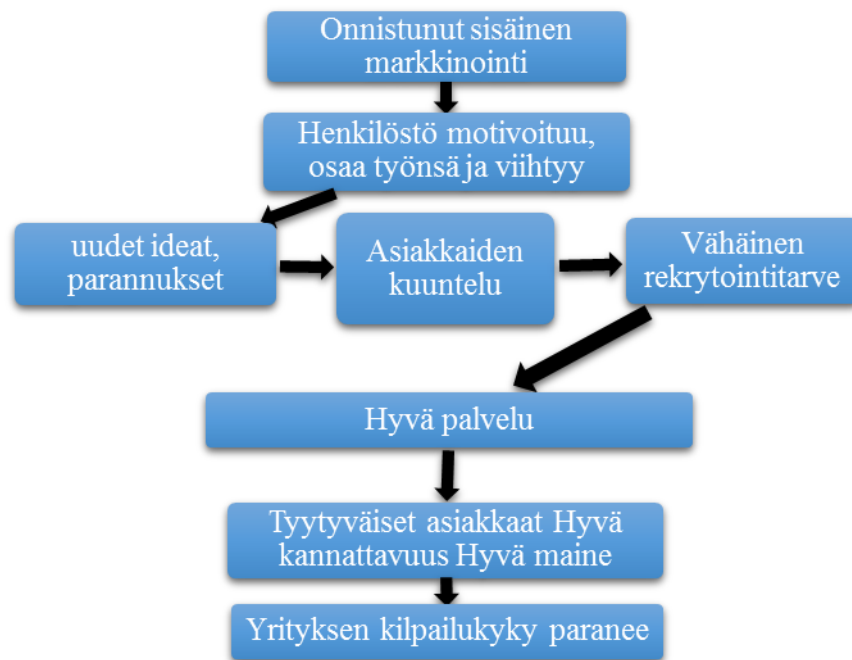 Onnistunut sisäinen
markkinointi
Henkilöstö motivoituu,
osaa työnsä ja viihtyy
uudet ideat,
parannukset
Asiakkaiden
kuuntelu
Vähäinen
rekrytointitarve
Hyvä palvelu
Tyytyväiset asiakkaat Hyvä
kannattavuus Hyvä maine
Yrityksen kilpailukyky paranee